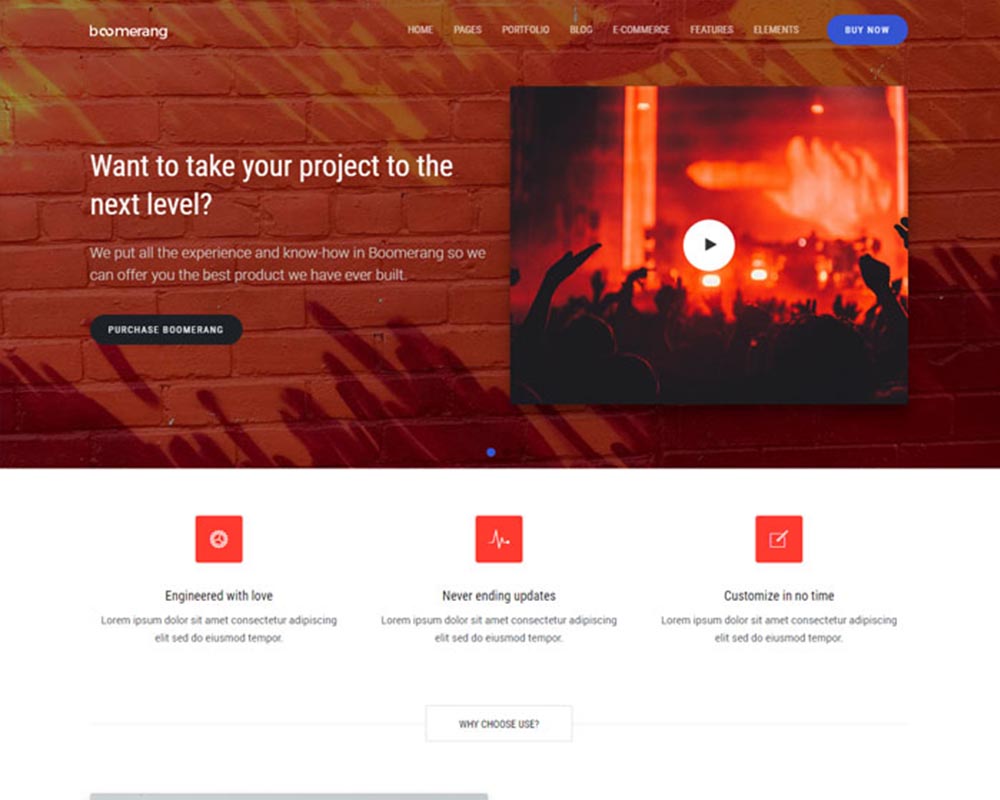 boomerang
HOME PAGES PORTFOLIO BLOG E-COMMERCE FEATURES ELEMENTS BUY NOW
Want to take your project to the
next level?
We put all the experience and know-how in Boomerang so we
can offer you the best product we have ever built.
PURCHASE BOOMERANG
Engineered with love
Lorem ipsum dolor sit amet consectetur adipiscing
elit sed do eiusmod tempor.
Never ending updates
Lorem ipsum dolor sit amet consectetur adipiscing
elit sed do eiusmod tempor.
Customize in no time
Lorem ipsum dolor sit amet consectetur adipiscing
elit sed do eiusmod tempor.
WHY CHOOSE USE?